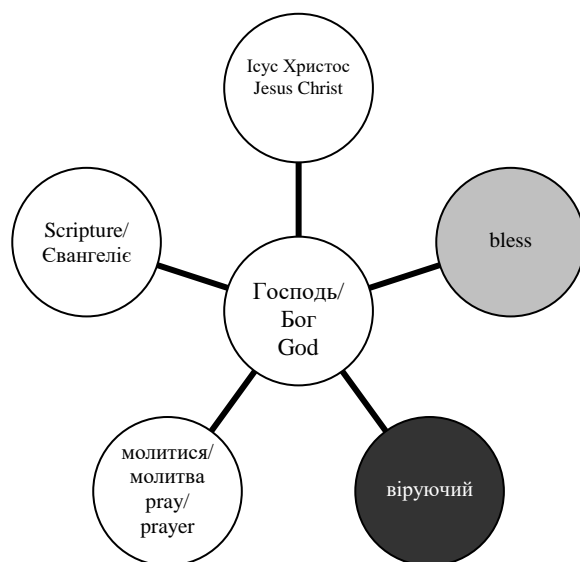 Ісус Христос
Jesus Christ
Scripture/
Євангеліє
bless
Господь/
Бог
God
молитися/
молитва
pray/
prayer
віруючий